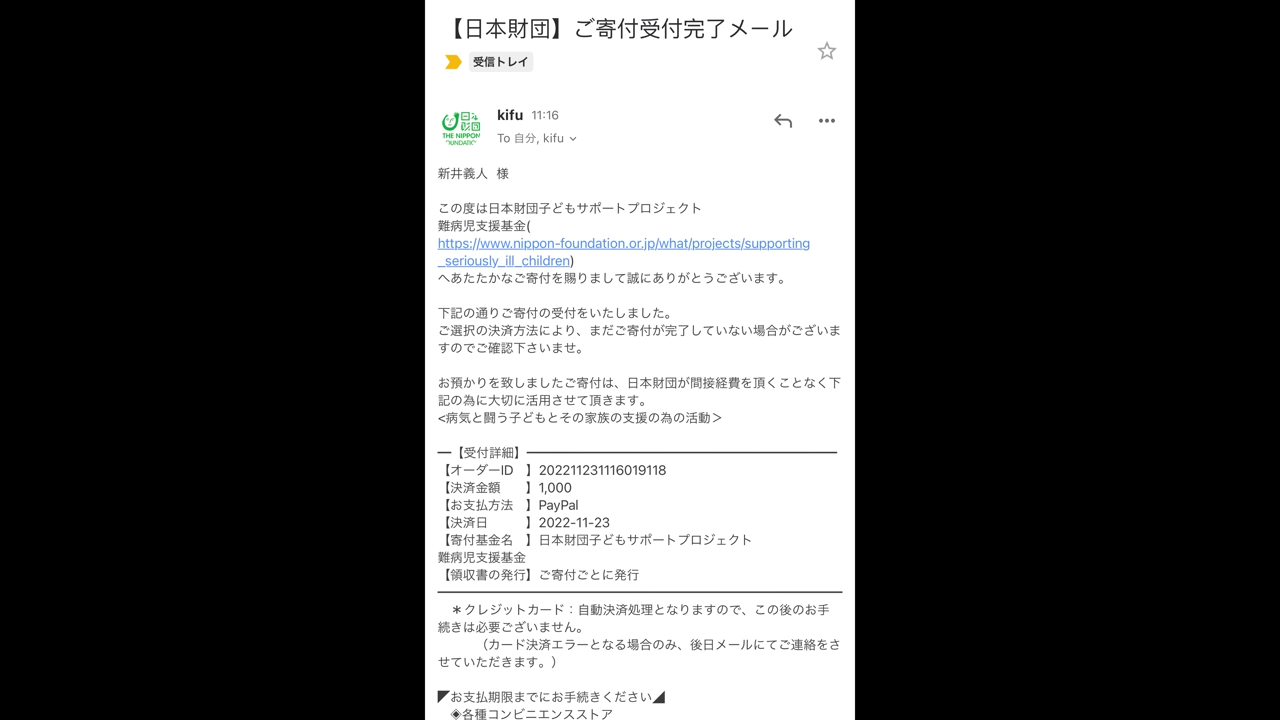 【日本財団】ご寄付受付完了メール
受信トレイ
kifu 11:16
To 自分, kifu
THE NIPPON
新井義人 様
この度は日本財団子どもサポートプロジェクト
難病児支援基金(
https://www.nippon-foundation.or.jp/what/projects/supporting
_seriously_ill_children)
へあたたかなご寄付を賜りまして誠にありがとうございます。
下記の通りご寄付の受付をいたしました。
ご選択の決済方法により、まだご寄付が完了していない場合がございま
すのでご確認下さいませ。
お預かりを致しましたご寄付は、日本財団が間接経費を頂くことなく下
記の為に大切に活用させて頂きます。
<病気と闘う子どもとその家族の支援の為の活動＞
━【受付詳細】━━━━━━━━━━━━━━━━━━━━━━━━━
【オーダーID　】202211231116019118
【決済金額　　】1,000
【お支払方法　】PayPal
【決済日　　　】2022-11-23
【寄付基金名　】日本財団子どもサポートプロジェクト
難病児支援基金
【領収書の発行】ご寄付ごとに発行
＊クレジットカード：自動決済処理となりますので、この後のお手
続きは必要ございません。
（カード決済エラーとなる場合のみ、後日メールにてご連絡をさ
せていただきます。）
◤お支払期限までにお手続きください◢
◈各種コンビニエンスストア